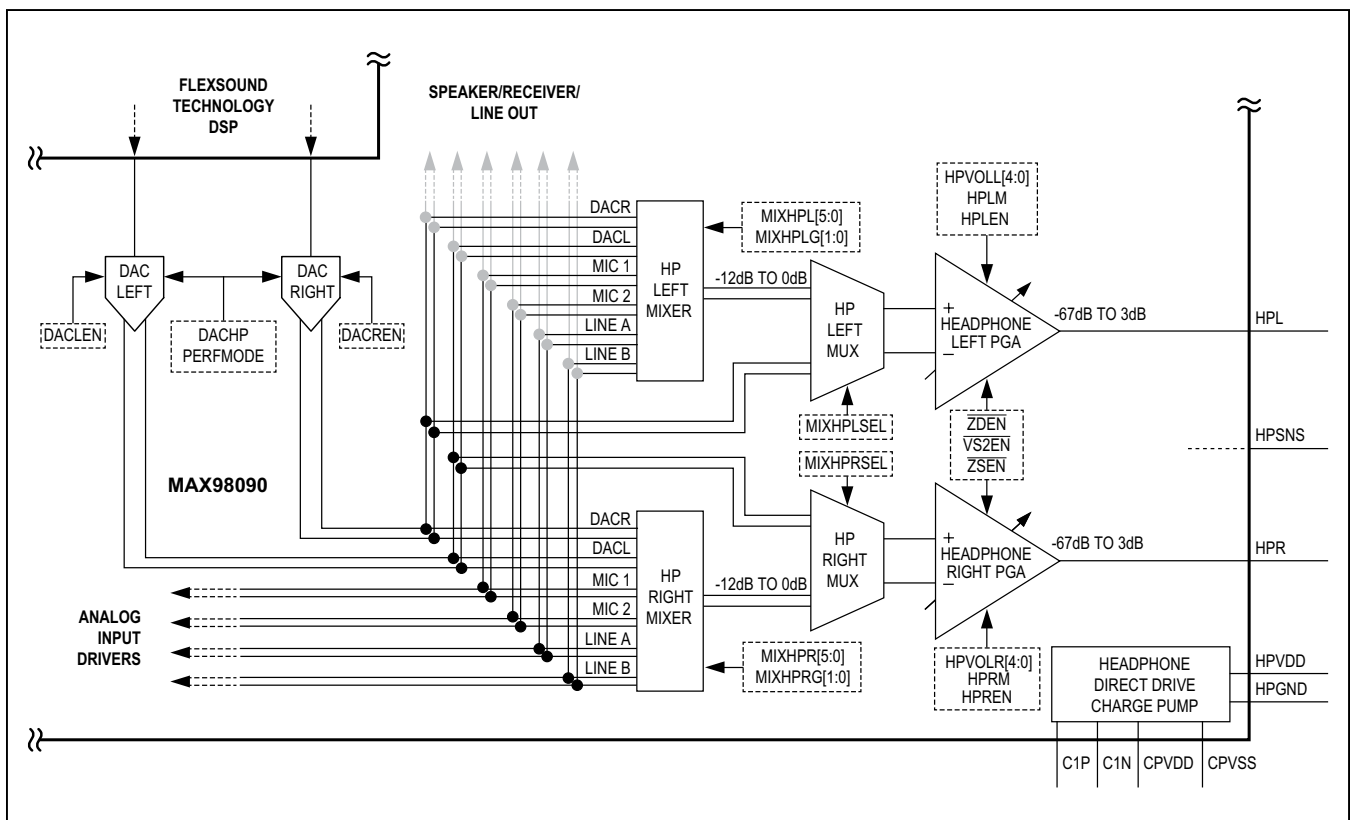 FLEXSOUND
TECHNOLOGY
DSP
SPEAKER/RECEIVER/
LINE OUT
DAC
LEFT
DAC
RIGHT
DACLEN
DACHP
PERFMODE
DACREN
MAX98090
DACR
DACL
MIC 1
MIC 2
LINE A
LINE B
HP
LEFT
MIXER
MIXHPL[5:0]
MIXHPLG[1:0]
-12dB TO 0dB
HP
LEFT
MUX
MIXHPLSEL
HPVOLL[4:0]
HPLM
HPLEN
+
HEADPHONE
LEFT PGA
−
-67dB TO 3dB
HPL
ZDEN
VS2EN
ZSEN
HPSNS
MIXHPRSEL
DACR
DACL
MIC 1
MIC 2
LINE A
LINE B
HP
RIGHT
MIXER
-12dB TO 0dB
MIXHPR[5:0]
MIXHPRG[1:0]
HP
RIGHT
MUX
+
HEADPHONE
RIGHT PGA
−
-67dB TO 3dB
HPR
HPVOLR[4:0]
HPRM
HPREN
ANALOG
INPUT
DRIVERS
HEADPHONE
DIRECT DRIVE
CHARGE PUMP
HPVDD
HPGND
C1P
C1N
CPVDD
CPVSS